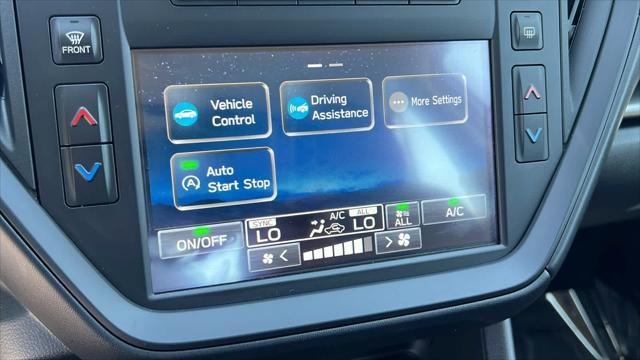 FRONT
Vehicle
Control
Driving
Assistance
More Settings
Auto
Start Stop
ON/OFF
SYNC
LO
A/C
ALL
LO
ALL
A/C